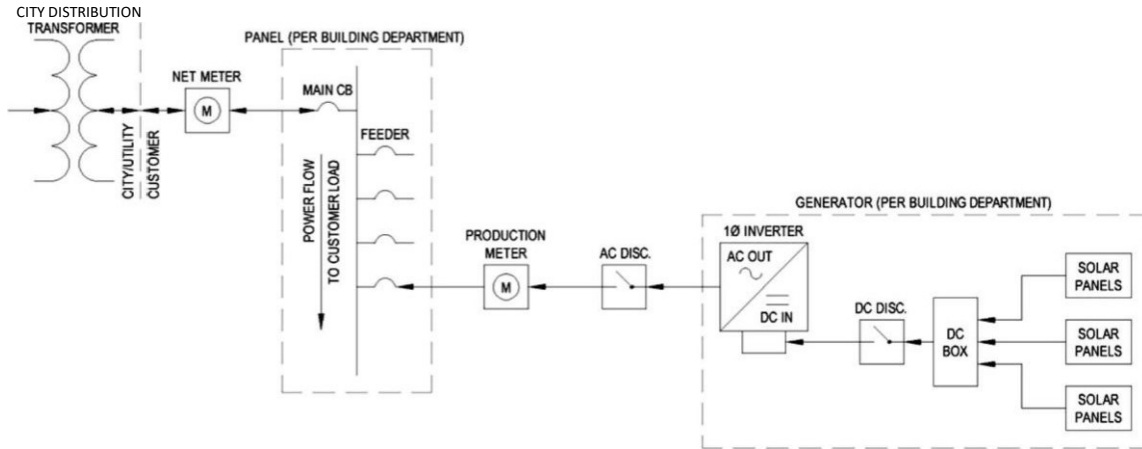 CITY DISTRIBUTION
TRANSFORMER
CITY/UTILITY
CUSTOMER
NET METER
M
PANEL (PER BUILDING DEPARTMENT)
MAIN CB
FEEDER
POWER FLOW
TO CUSTOMER LOAD
PRODUCTION
METER
M
AC DISC.
GENERATOR (PER BUILDING DEPARTMENT)
1Ø INVERTER
AC OUT
DC IN
DC DISC.
DC
BOX
SOLAR
PANELS
SOLAR
PANELS
SOLAR
PANELS